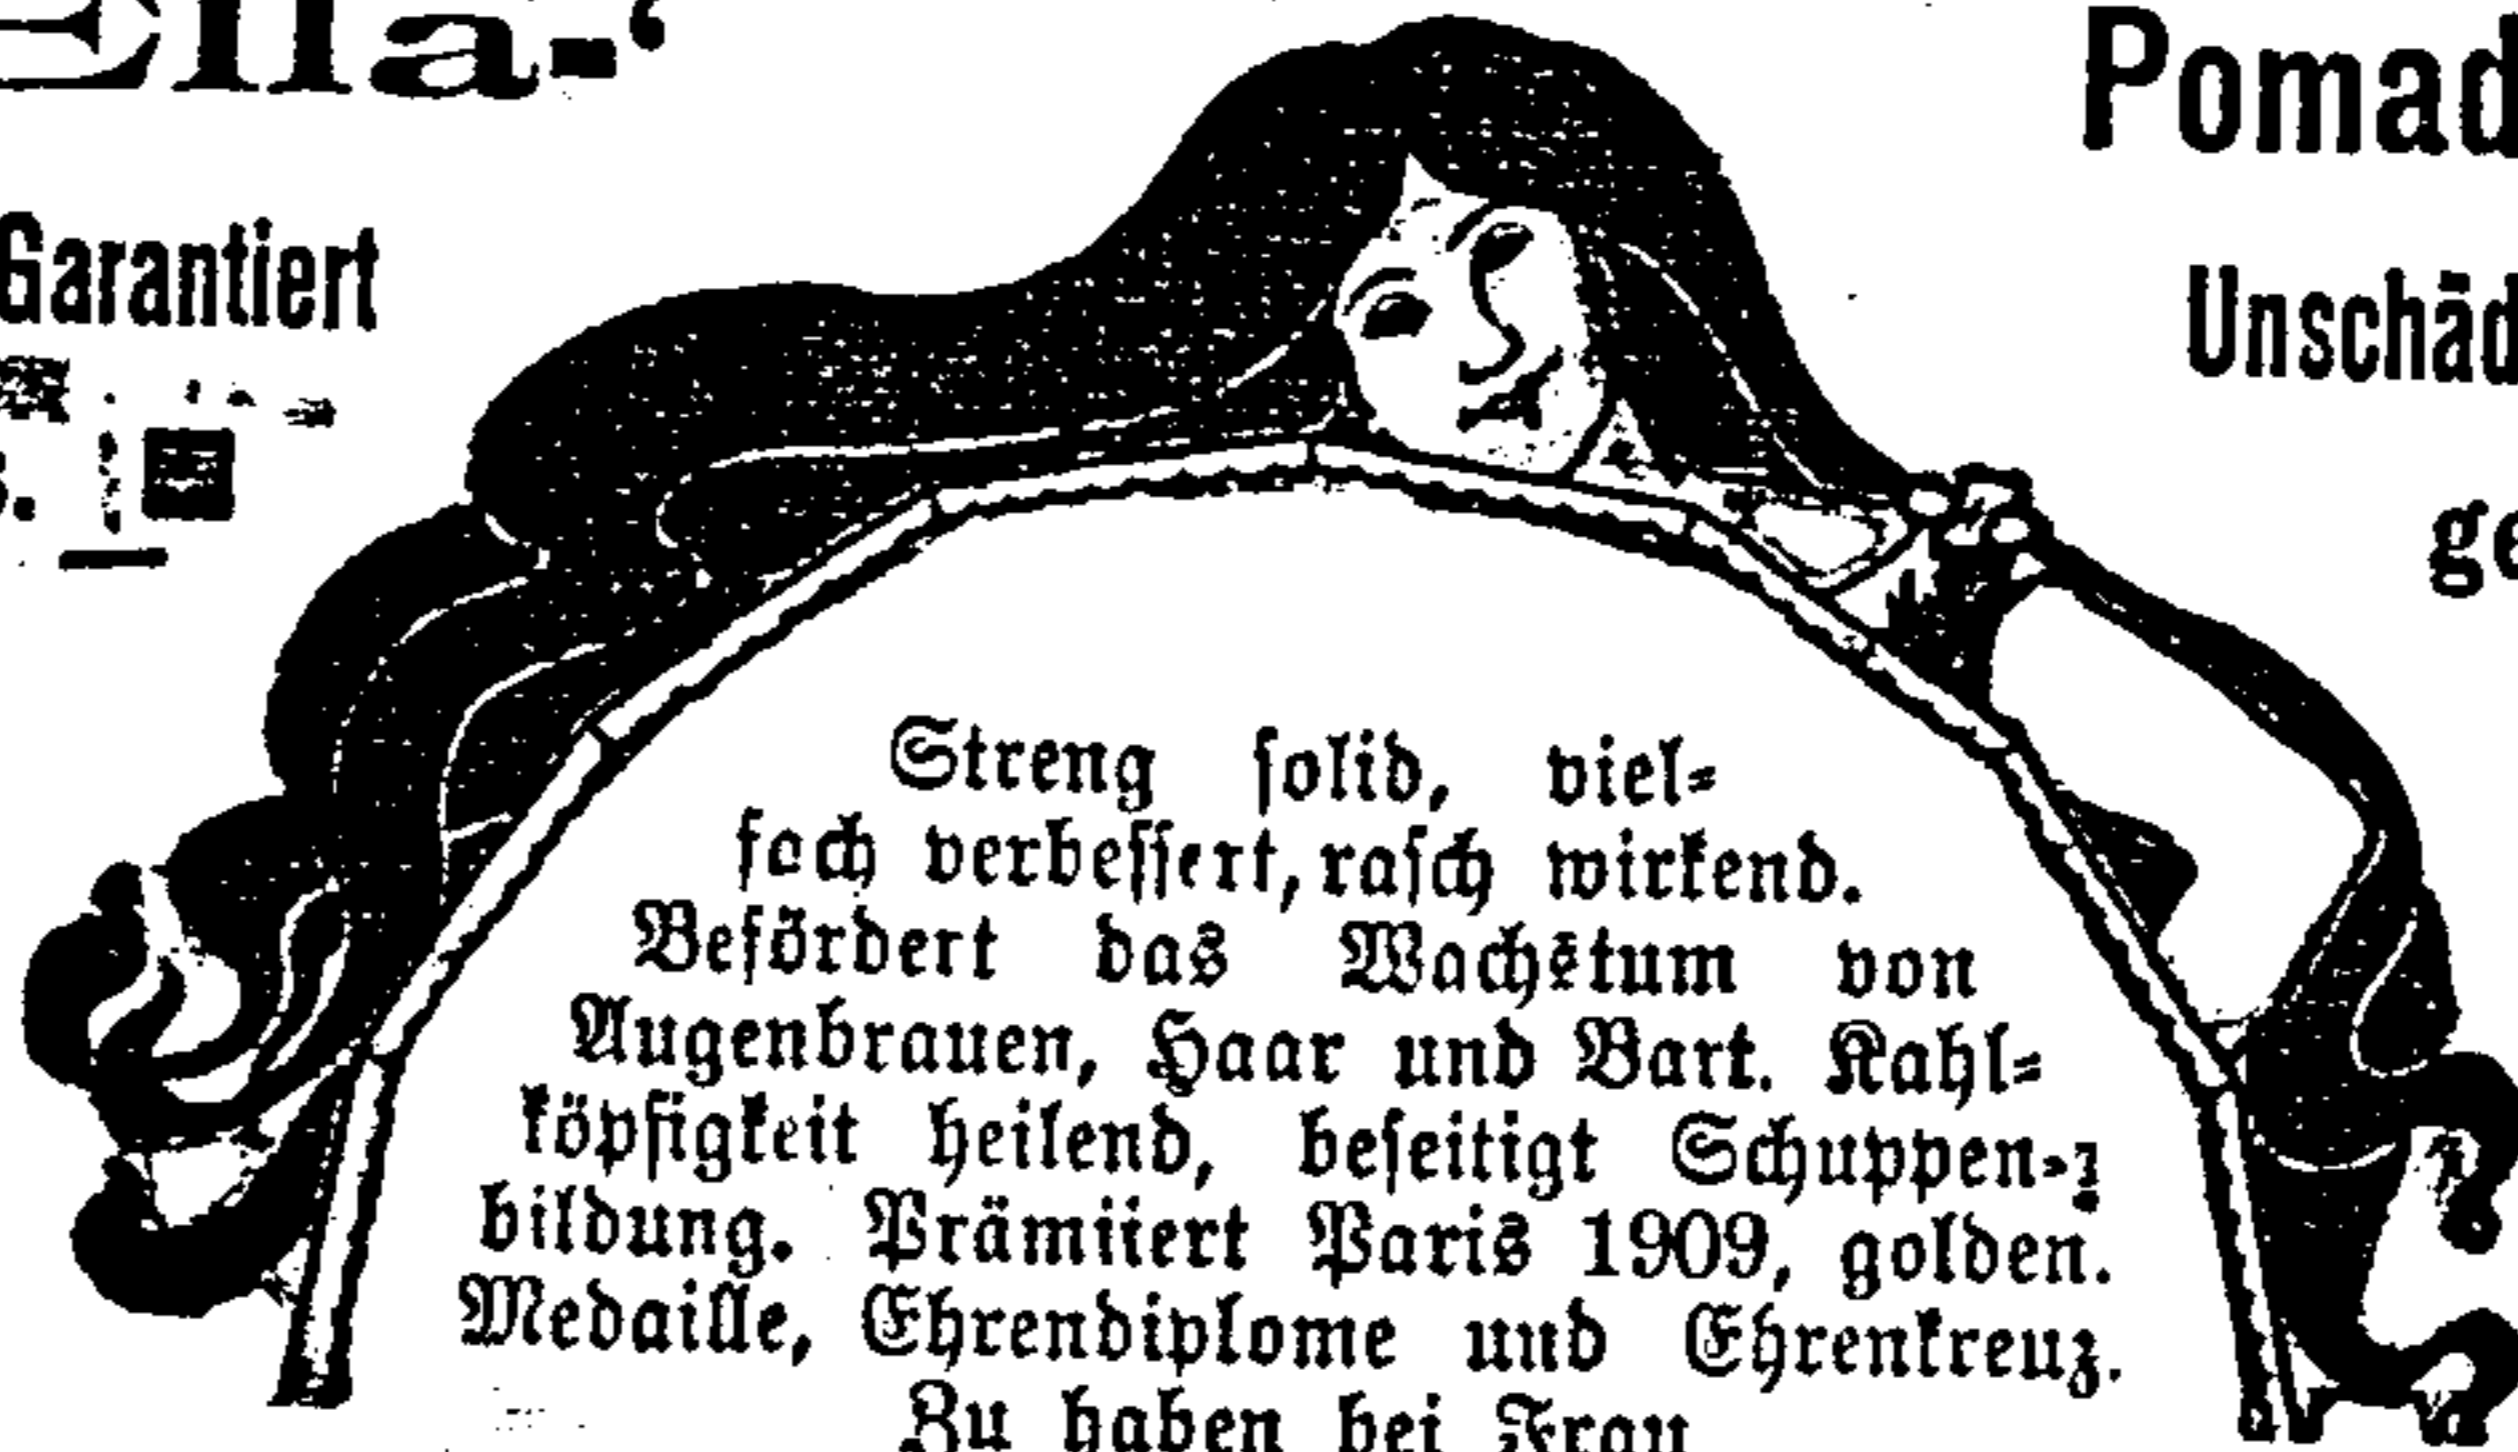 Ella-
Pomad
Garantiert
Unschäd
ge
Streng solid, viel=
fach verbessert, rasch wirkend.
Befördert das Wachstum von
Augenbrauen, Haar und Bart. Kahl=
köpfigkeit heilend, beseitigt Schuppen-
bildung. Prämiiert Paris 1909, golden.
Medaille, Ehrendiplome und Ehrenkreuz.
Zu haben bei Frau